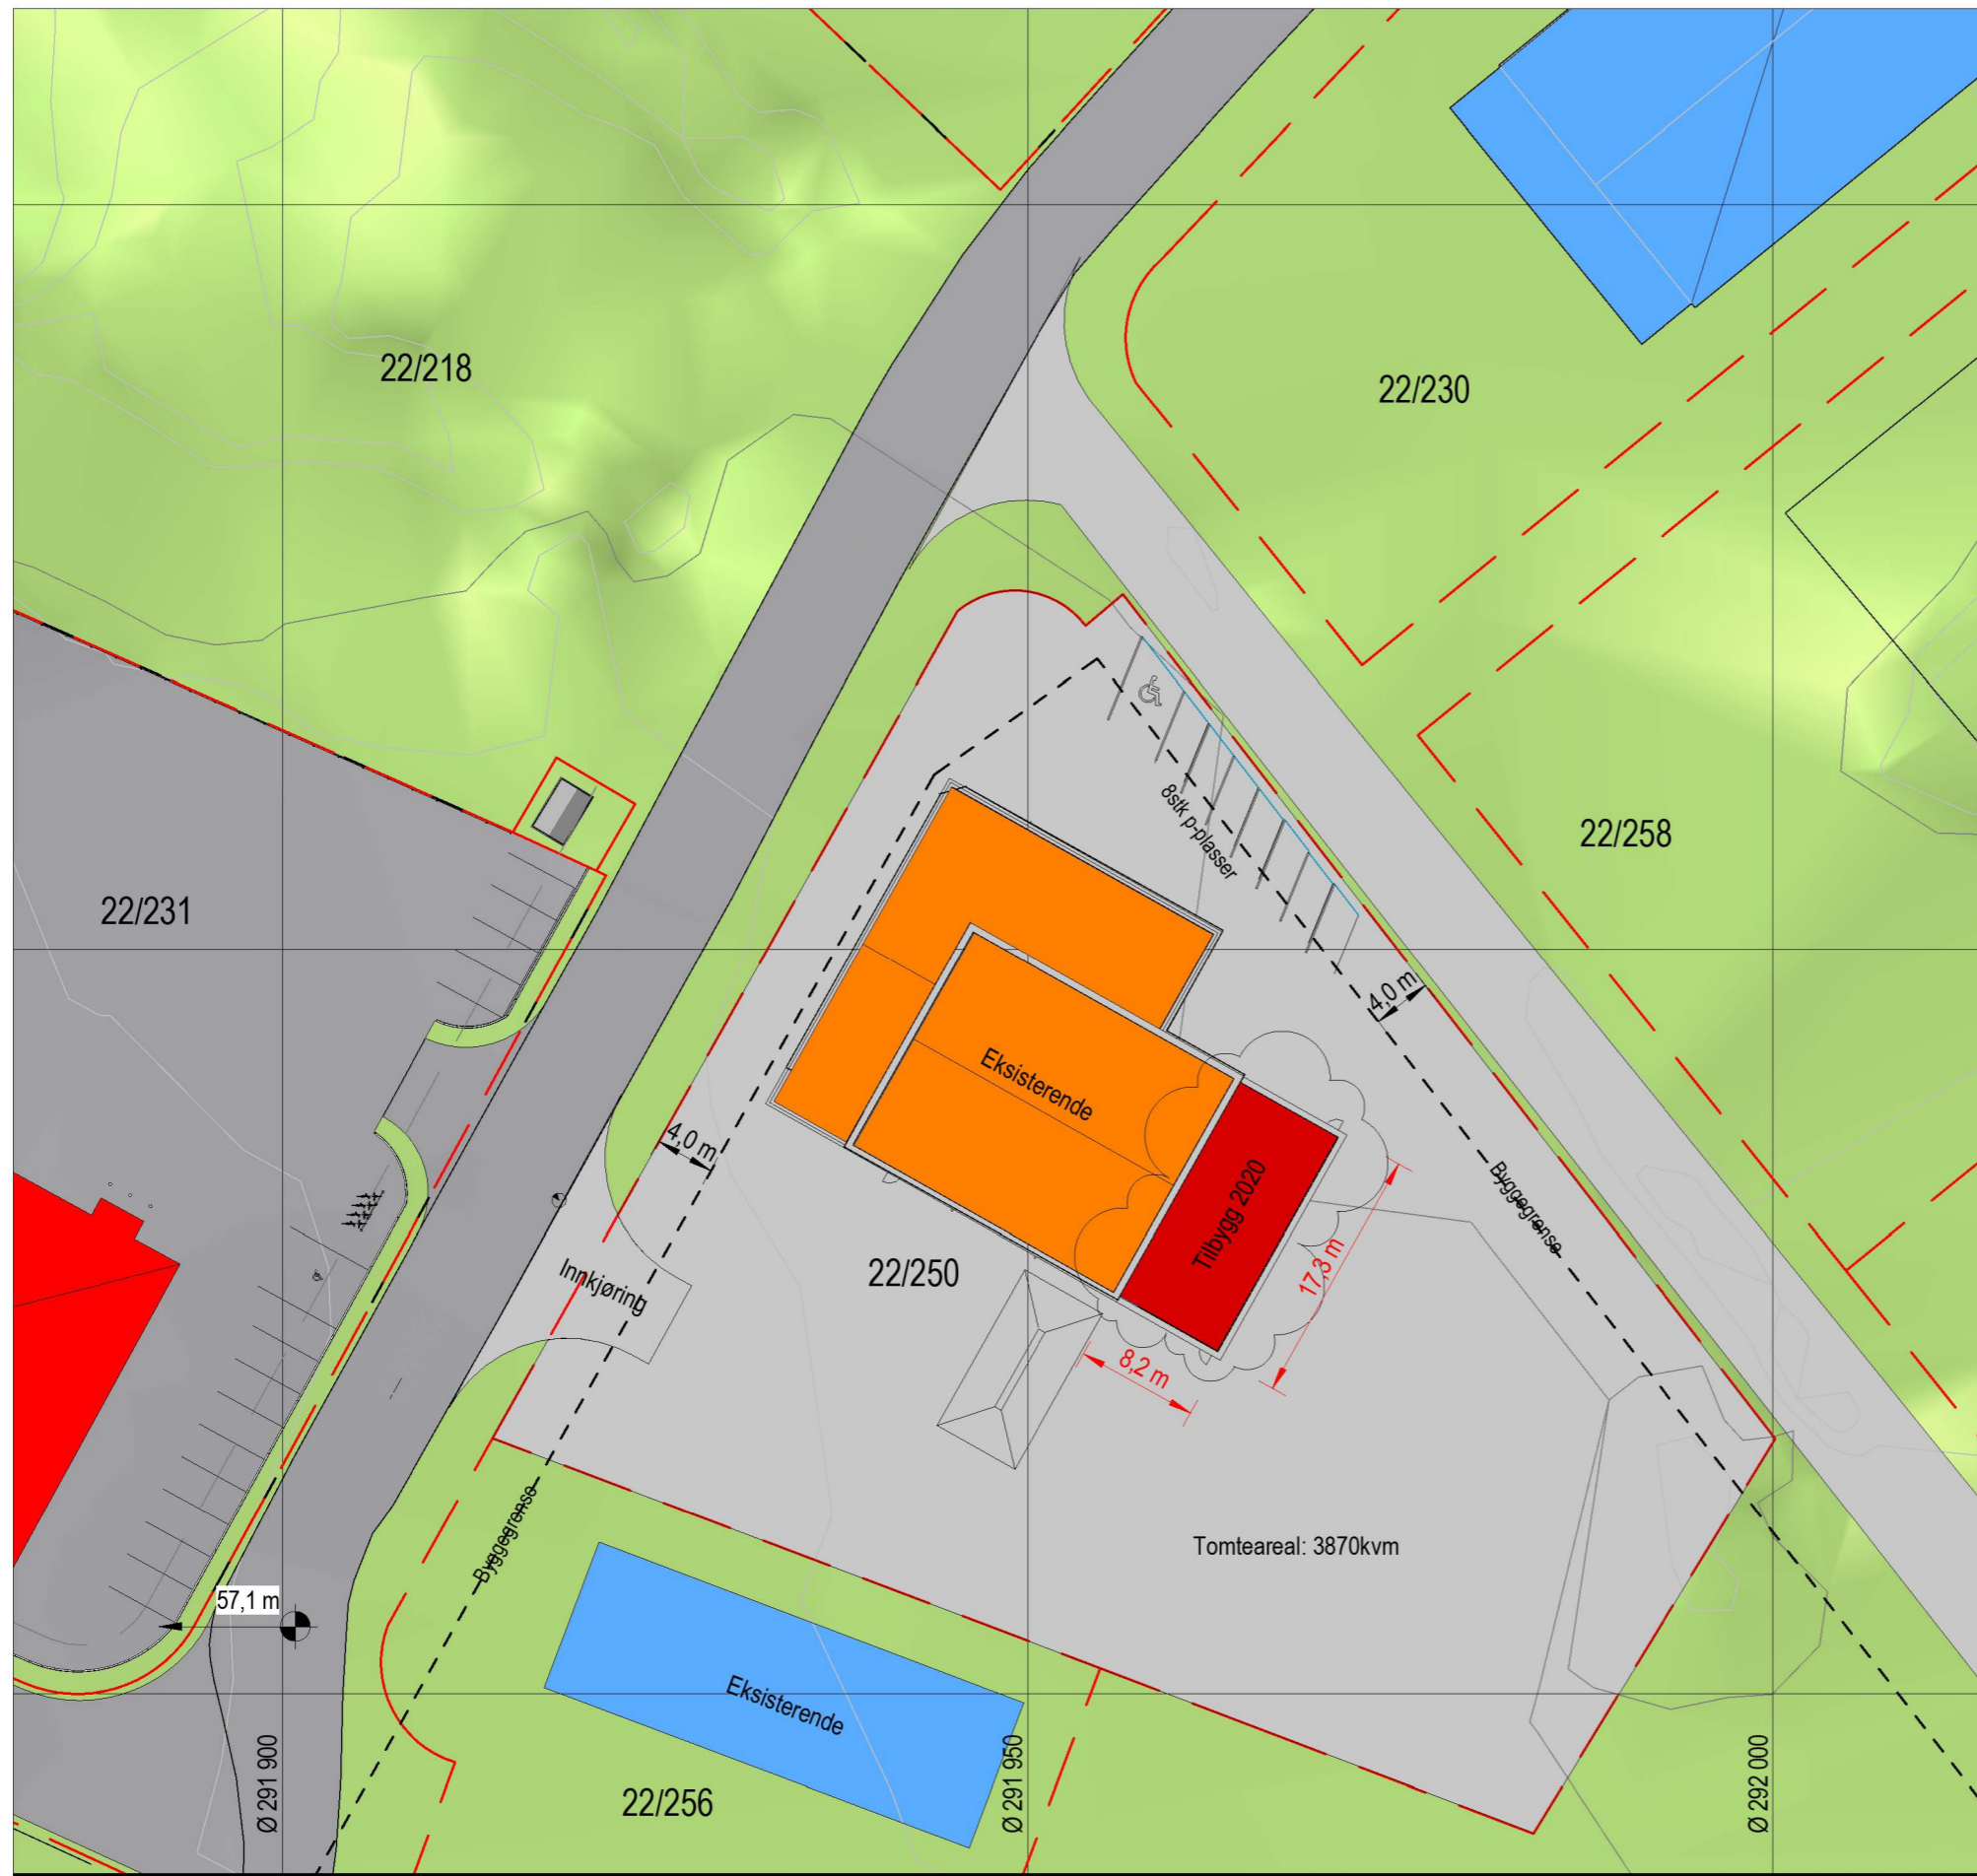 22/218
22/230
22/258
8stk p-plasser
22/231
4,0 m
Eksisterende
4,0 m
Tilbygg 2020
Byggegrense
17,3 m
22/250
Innkjøring
8,2 m
Byggegrense
Tomteareal: 3870kvm
57,1 m
Eksisterende
22/256
Ø 291 900
Ø 291 950
Ø 292 000